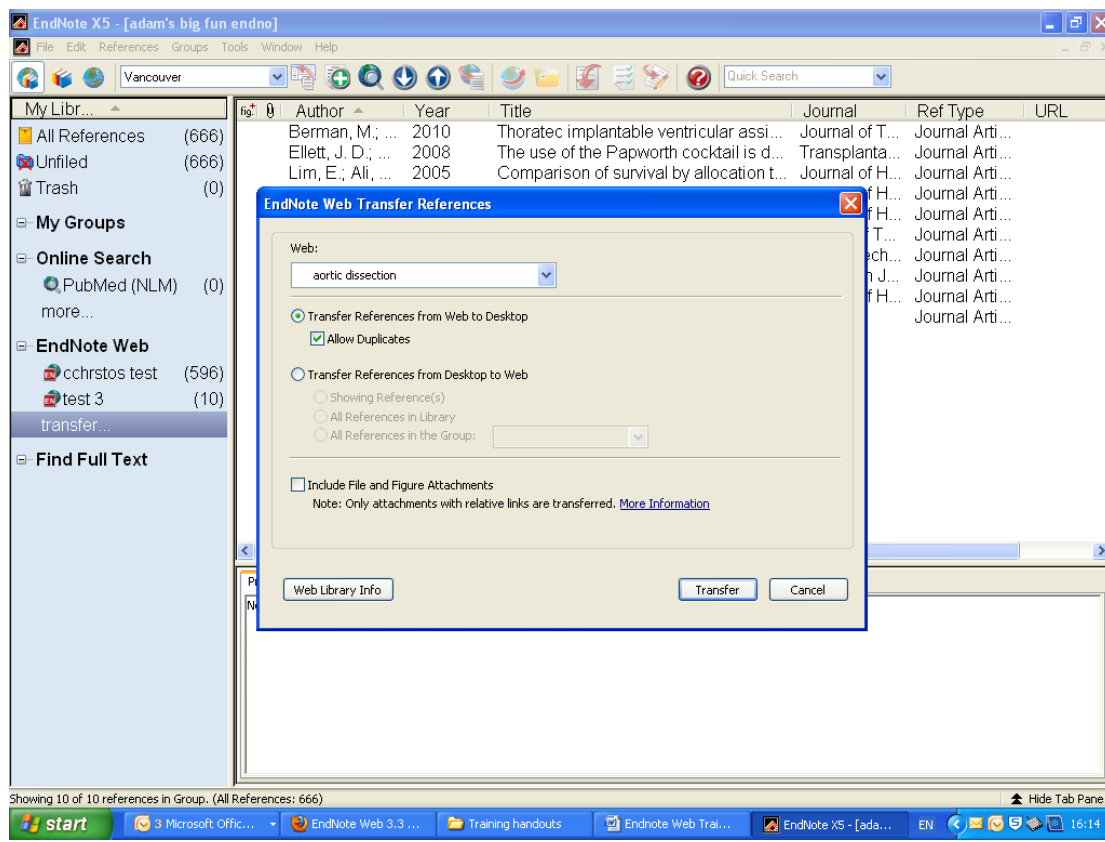 EndNote X5 - [adam's big fun endno]
File Edit References Groups Tools Window Help
Vancouver
Quick Search
My Libr...
All References (666)
Unfiled (666)
Trash (0)
My Groups
Online Search
PubMed (NLM) (0)
more...
EndNote Web
cchrstos test (596)
test 3 (10)
transfer...
Find Full Text
Author Year Title Journal Ref Type URL
Berman, M.; ... 2010 Thoratec implantable ventricular assi... Journal of T... Journal Arti...
Ellett, J. D.; ... 2008 The use of the Papworth cocktail is d... Transplanta... Journal Arti...
Lim, E.; Ali, ... 2005 Comparison of survival by allocation t... Journal of H... Journal Arti...
f H... Journal Arti...
f H... Journal Arti...
f T... Journal Arti...
ech... Journal Arti...
n J... Journal Arti...
f H... Journal Arti...
Journal Arti...
EndNote Web Transfer References
Web:
aortic dissection
Transfer References from Web to Desktop
Allow Duplicates
Transfer References from Desktop to Web
Showing Reference(s)
All References in Library
All References in the Group:
Include File and Figure Attachments
Note: Only attachments with relative links are transferred. More Information
Web Library Info Transfer Cancel
Showing 10 of 10 references in Group. (All References: 666) Hide Tab Pane
start 3 Microsoft Offic... EndNote Web 3.3 ... Training handouts Endnote Web Trai... EndNote X5 - [ada... EN 16:14